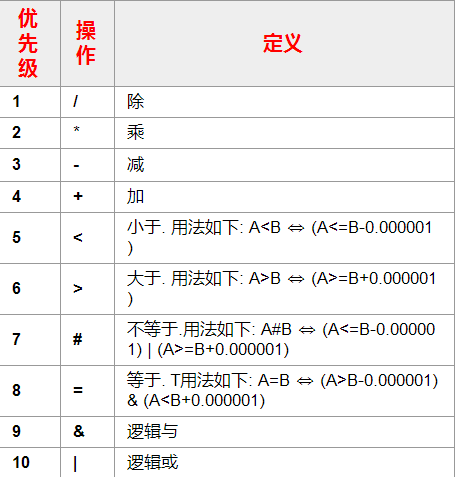 优先级 操作 定义
1 / 除
2 * 乘
3 - 减
4 + 加
5 < 小于. 用法如下: A<B ⇔ (A<=B-0.000001
)
6 > 大于. 用法如下: A>B ⇔ (A>=B+0.000001
)
7 # 不等于.用法如下: A#B ⇔ (A<=B-0.00000
1) | (A>=B+0.000001)
8 = 等于. T用法如下: A=B ⇔ (A>B-0.000001)
& (A<B+0.000001)
9 & 逻辑与
10 | 逻辑或